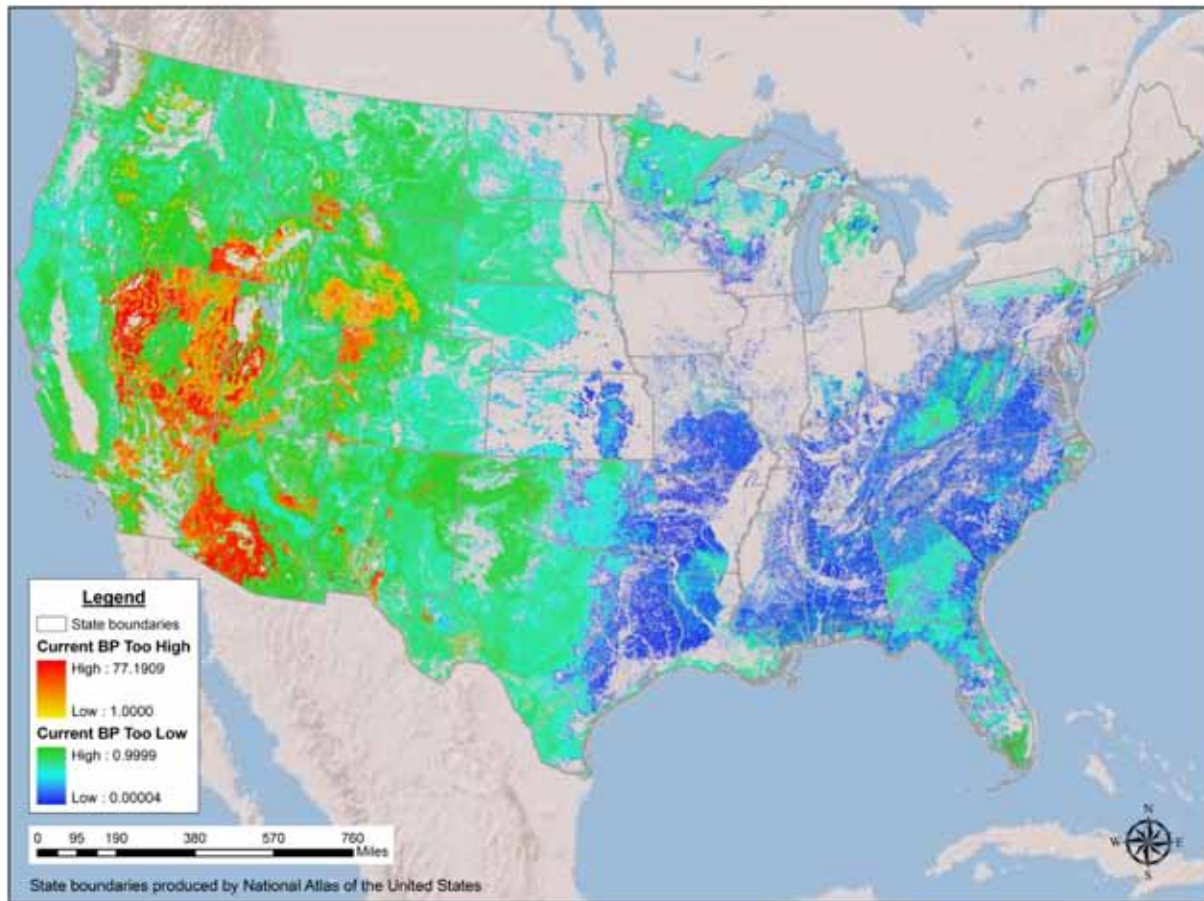 Legend
State boundaries
Current BP Too High
High : 77.1909
Low : 1.0000
Current BP Too Low
High : 0.9999
Low : 0.00004
0 95 190 380 570 760
Miles
State boundaries produced by National Atlas of the United States
N
W E
S